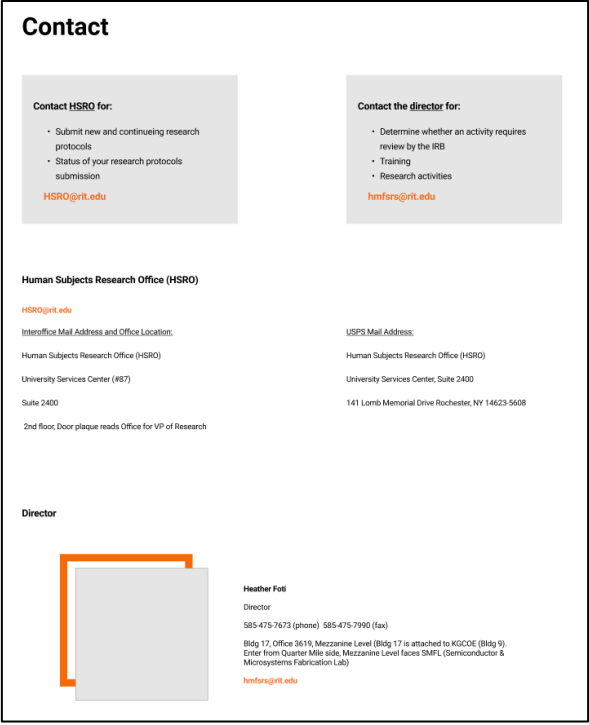 Contact
Contact HSRO for:
• Submit new and continueing research
protocols
• Status of your research protocols
submission
HSRO@rit.edu
Contact the director for:
• Determine whether an activity requires
review by the IRB
• Training
• Research activities
hmfsrs@rit.edu
Human Subjects Research Office (HSRO)
HSRO@rit.edu
Interoffice Mail Address and Office Location:
Human Subjects Research Office (HSRO)
University Services Center (#87)
Suite 2400
2nd floor, Door plaque reads Office for VP of Research
USPS Mail Address:
Human Subjects Research Office (HSRO)
University Services Center, Suite 2400
141 Lomb Memorial Drive Rochester, NY 14623-5608
Director
Heather Foti
Director
585-475-7673 (phone) 585-475-7990 (fax)
Bldg 17, Office 3619, Mezzanine Level (Bldg 17 is attached to KGCOE (Bldg 9).
Enter from Quarter Mile side, Mezzanine Level faces SMFL (Semiconductor &
Microsystems Fabrication Lab)
hmfsrs@rit.edu